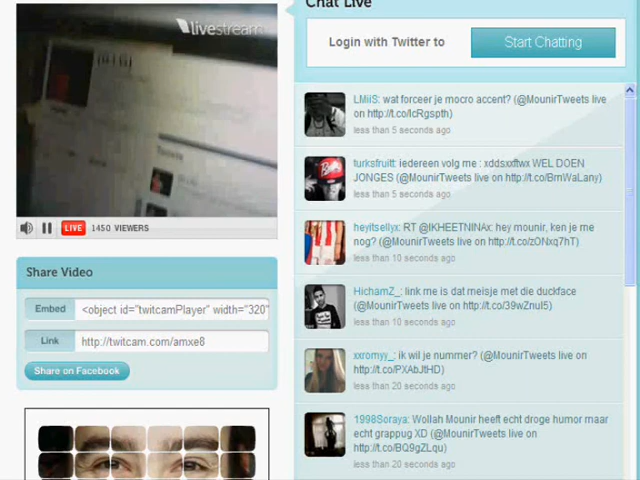 Chat Live
livestream
Login with Twitter to
Start Chatting
LMiiS: wat forceer je mocro accent? (@MounirTweets live
on http://t.co/lcRgspth)
less than 5 seconds ago
turksfruitt: iedereen volg me : xddsxxftwx WEL DOEN
JONGES (@MounirTweets live on http://t.co/BmWaLany)
less than 5 seconds ago
LIVE 1450 VIEWERS
heyitsellyx: RT @IKHEETNINAx: hey mounir, ken je me
nog? (@MounirTweets live on http://t.co/zONxq7hT)
less than 10 seconds ago
Share Video
Embed <object id="twitcamPlayer" width="320"
Link http://twitcam.com/amxe8
Share on Facebook
HichamZ_: link me is dat meisje met die duckface
(@MounirTweets live on http://t.co/39wZnuI5)
less than 10 seconds ago
xxromyy_: ik wil je nummer? (@MounirTweets live on
http://t.co/PXAbJtHD)
less than 20 seconds ago
1998Soraya: Wollah Mounir heeft echt droge humor maar
echt grappug XD (@MounirTweets live on
http://t.co/BQ9gZLqu)
less than 20 seconds ago